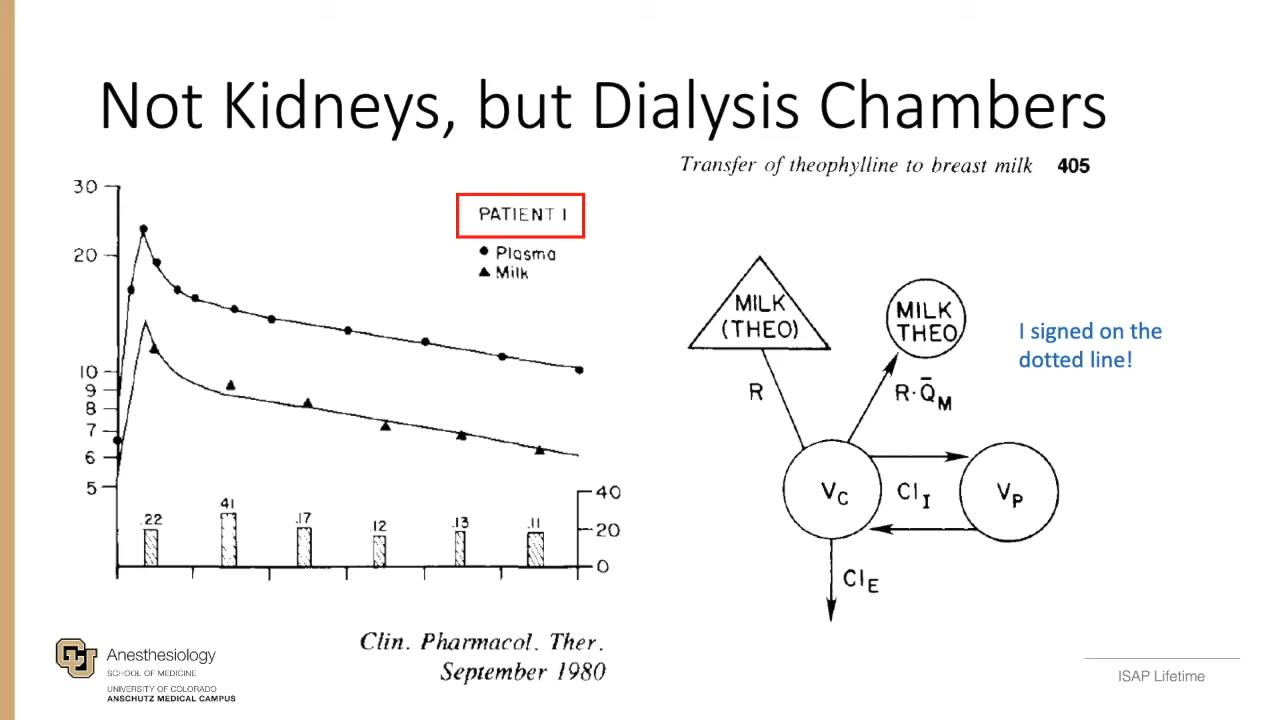 Not Kidneys, but Dialysis Chambers
Transfer of theophylline to breast milk 405
30
20
10
9
8
7
6
5
PATIENT 1
Plasma
Milk
.22
41
.17
.12
.13
.11
40
20
0
Clin. Pharmacol. Ther.
September 1980
MILK
(THEO)
MILK
THEO
R
R·Q̄M
VC
ClI
VP
ClE
I signed on the
dotted line!
CU
Anesthesiology
SCHOOL OF MEDICINE
UNIVERSITY OF COLORADO
ANSCHUTZ MEDICAL CAMPUS
ISAP Lifetime